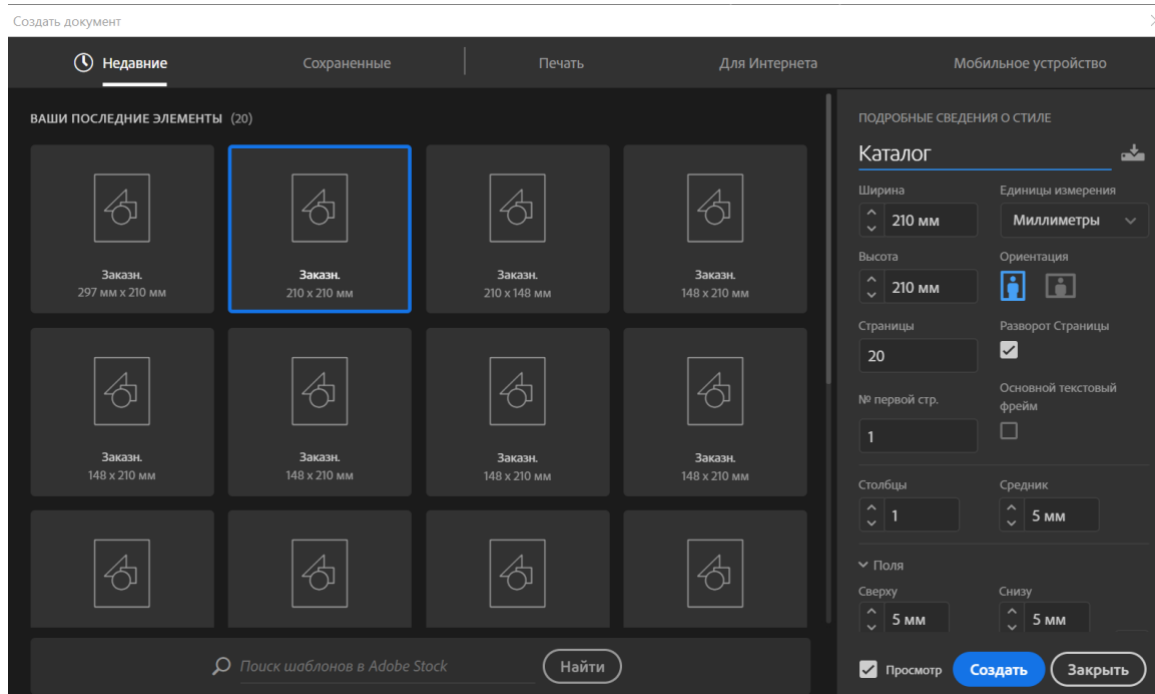 Создать документ
Недавние
Сохраненные
Печать
Для Интернета
Мобильное устройство
ВАШИ ПОСЛЕДНИЕ ЭЛЕМЕНТЫ (20)
Заказн.
297 мм x 210 мм
Заказн.
210 x 210 мм
Заказн.
210 x 148 мм
Заказн.
148 x 210 мм
Заказн.
148 x 210 мм
Заказн.
148 x 210 мм
Заказн.
148 x 210 мм
Заказн.
148 x 210 мм
Поиск шаблонов в Adobe Stock
Найти
ПОДРОБНЫЕ СВЕДЕНИЯ О СТИЛЕ
Каталог
Ширина
Единицы измерения
210 мм
Миллиметры
Высота
Ориентация
210 мм
Страницы
Разворот Страницы
20
№ первой стр.
Основной текстовый
фрейм
1
Столбцы
Средник
1
5 мм
Поля
Сверху
Снизу
5 мм
5 мм
Просмотр
Создать
Закрыть